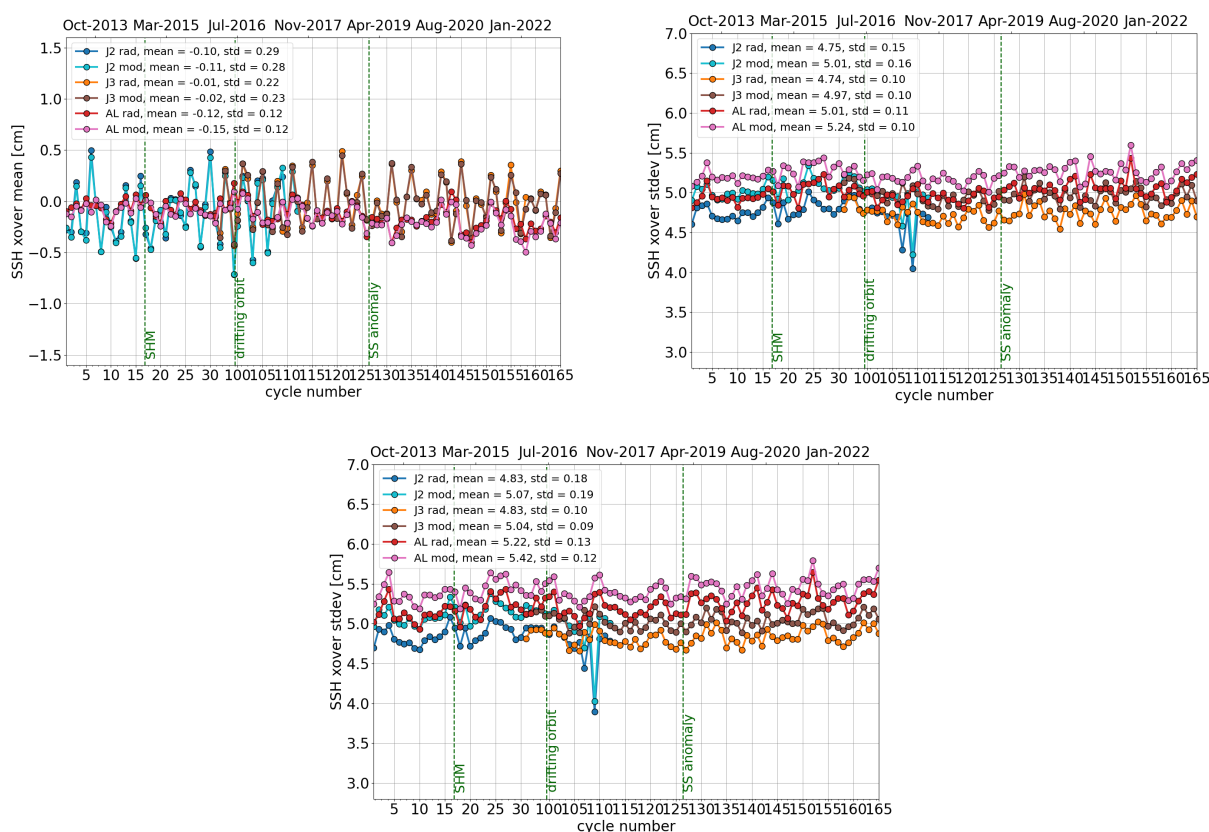 Oct-2013 Mar-2015 Jul-2016 Nov-2017 Apr-2019 Aug-2020 Jan-2022
SSH xover mean [cm]
1.5
1.0
0.5
0.0
−0.5
−1.0
−1.5
J2 rad, mean = -0.10, std = 0.29
J2 mod, mean = -0.11, std = 0.28
J3 rad, mean = -0.01, std = 0.22
J3 mod, mean = -0.02, std = 0.23
AL rad, mean = -0.12, std = 0.12
AL mod, mean = -0.15, std = 0.12
SHM
drifting orbit
SS anomaly
5 10 15 20 30 100 105 110 115 120 125 130 135 140 145 150 155 160 165
cycle number
Oct-2013 Mar-2015 Jul-2016 Nov-2017 Apr-2019 Aug-2020 Jan-2022
SSH xover stdev [cm]
7.0
6.5
6.0
5.5
5.0
4.5
4.0
3.5
3.0
J2 rad, mean = 4.75, std = 0.15
J2 mod, mean = 5.01, std = 0.16
J3 rad, mean = 4.74, std = 0.10
J3 mod, mean = 4.97, std = 0.10
AL rad, mean = 5.01, std = 0.11
AL mod, mean = 5.24, std = 0.10
SHM
drifting orbit
SS anomaly
5 10 15 20 25 30 100 105 110 115 120 125 130 135 140 145 150 155 160 165
cycle number
Oct-2013 Mar-2015 Jul-2016 Nov-2017 Apr-2019 Aug-2020 Jan-2022
SSH xover stdev [cm]
7.0
6.5
6.0
5.5
5.0
4.5
4.0
3.5
3.0
J2 rad, mean = 4.83, std = 0.18
J2 mod, mean = 5.07, std = 0.19
J3 rad, mean = 4.83, std = 0.10
J3 mod, mean = 5.04, std = 0.09
AL rad, mean = 5.22, std = 0.13
AL mod, mean = 5.42, std = 0.12
SHM
drifting orbit
SS anomaly
5 10 15 20 30 100 105 110 115 120 125 130 135 140 145 150 155 160 165
cycle number